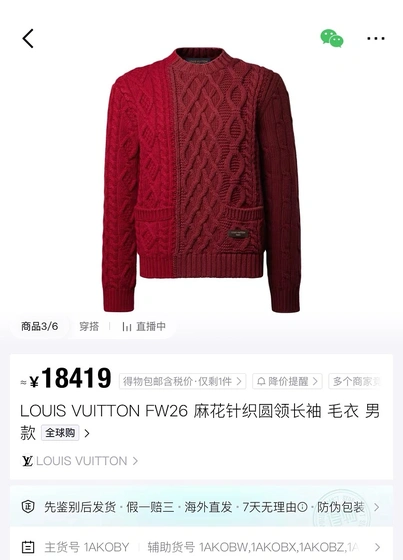 商品3/6 穿搭 直播中
≈¥18419 得物包邮含税价·仅剩1件 > 降价提醒 > 多个商家
LOUIS VUITTON FW26 麻花针织圆领长袖 毛衣 男
款 全球购 >
LV LOUIS VUITTON >
先鉴别后发货 · 假一赔三 · 海外直发 · 7天无理由 · 防伪包装 >
主货号 1AKOBY 辅助货号 1AKOBW,1AKOBX,1AKOBZ,1A >